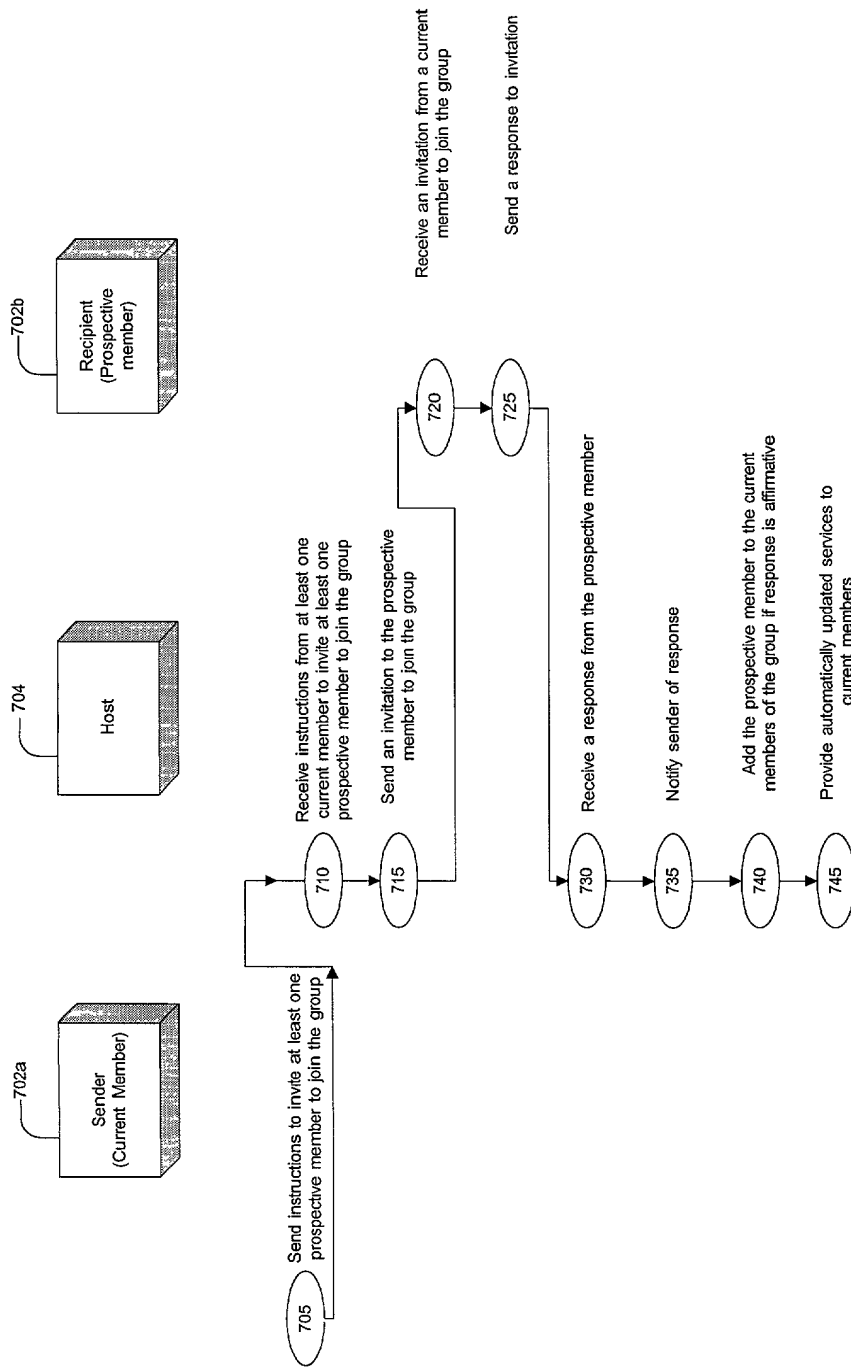 702a
Sender
(Current Member)
704
Host
702b
Recipient
(Prospective
member)
705
Send instructions to invite at least one
prospective member to join the group
710
Receive instructions from at least one
current member to invite at least one
prospective member to join the group
715
Send an invitation to the prospective
member to join the group
720
Receive an invitation from a current
member to join the group
725
Send a response to invitation
730
Receive a response from the prospective member
735
Notify sender of response
740
Add the prospective member to the current
members of the group if response is affirmative
745
Provide automatically updated services to
current members